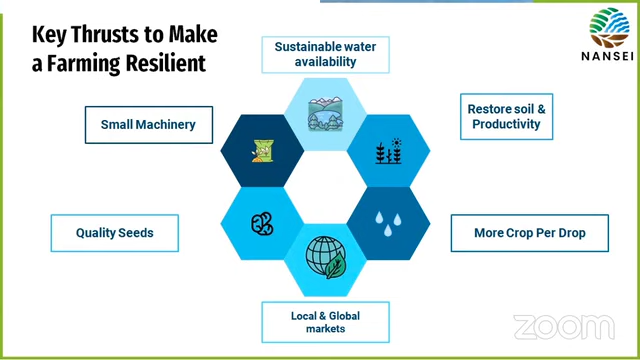 Key Thrusts to Make
a Farming Resilient
NANSEI
Sustainable water
availability
Small Machinery
Restore soil &
Productivity
Quality Seeds
More Crop Per Drop
Local & Global
markets
zoom